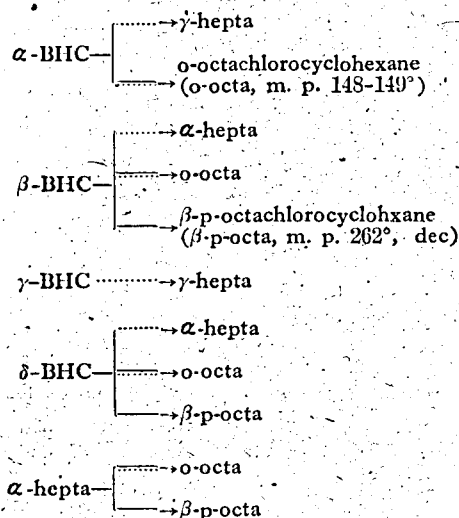 γ-hepta
α-BHC
o-octachlorocyclohexane
(o-octa, m. p. 148-149°)
α-hepta
β-BHC
o-octa
β-p-octachlorocyclohxane
(β-p-octa, m. p. 262°, dec)
γ-BHC γ-hepta
α-hepta
δ-BHC
o-octa
β-p-octa
α-hepta
o-octa
β-p-octa